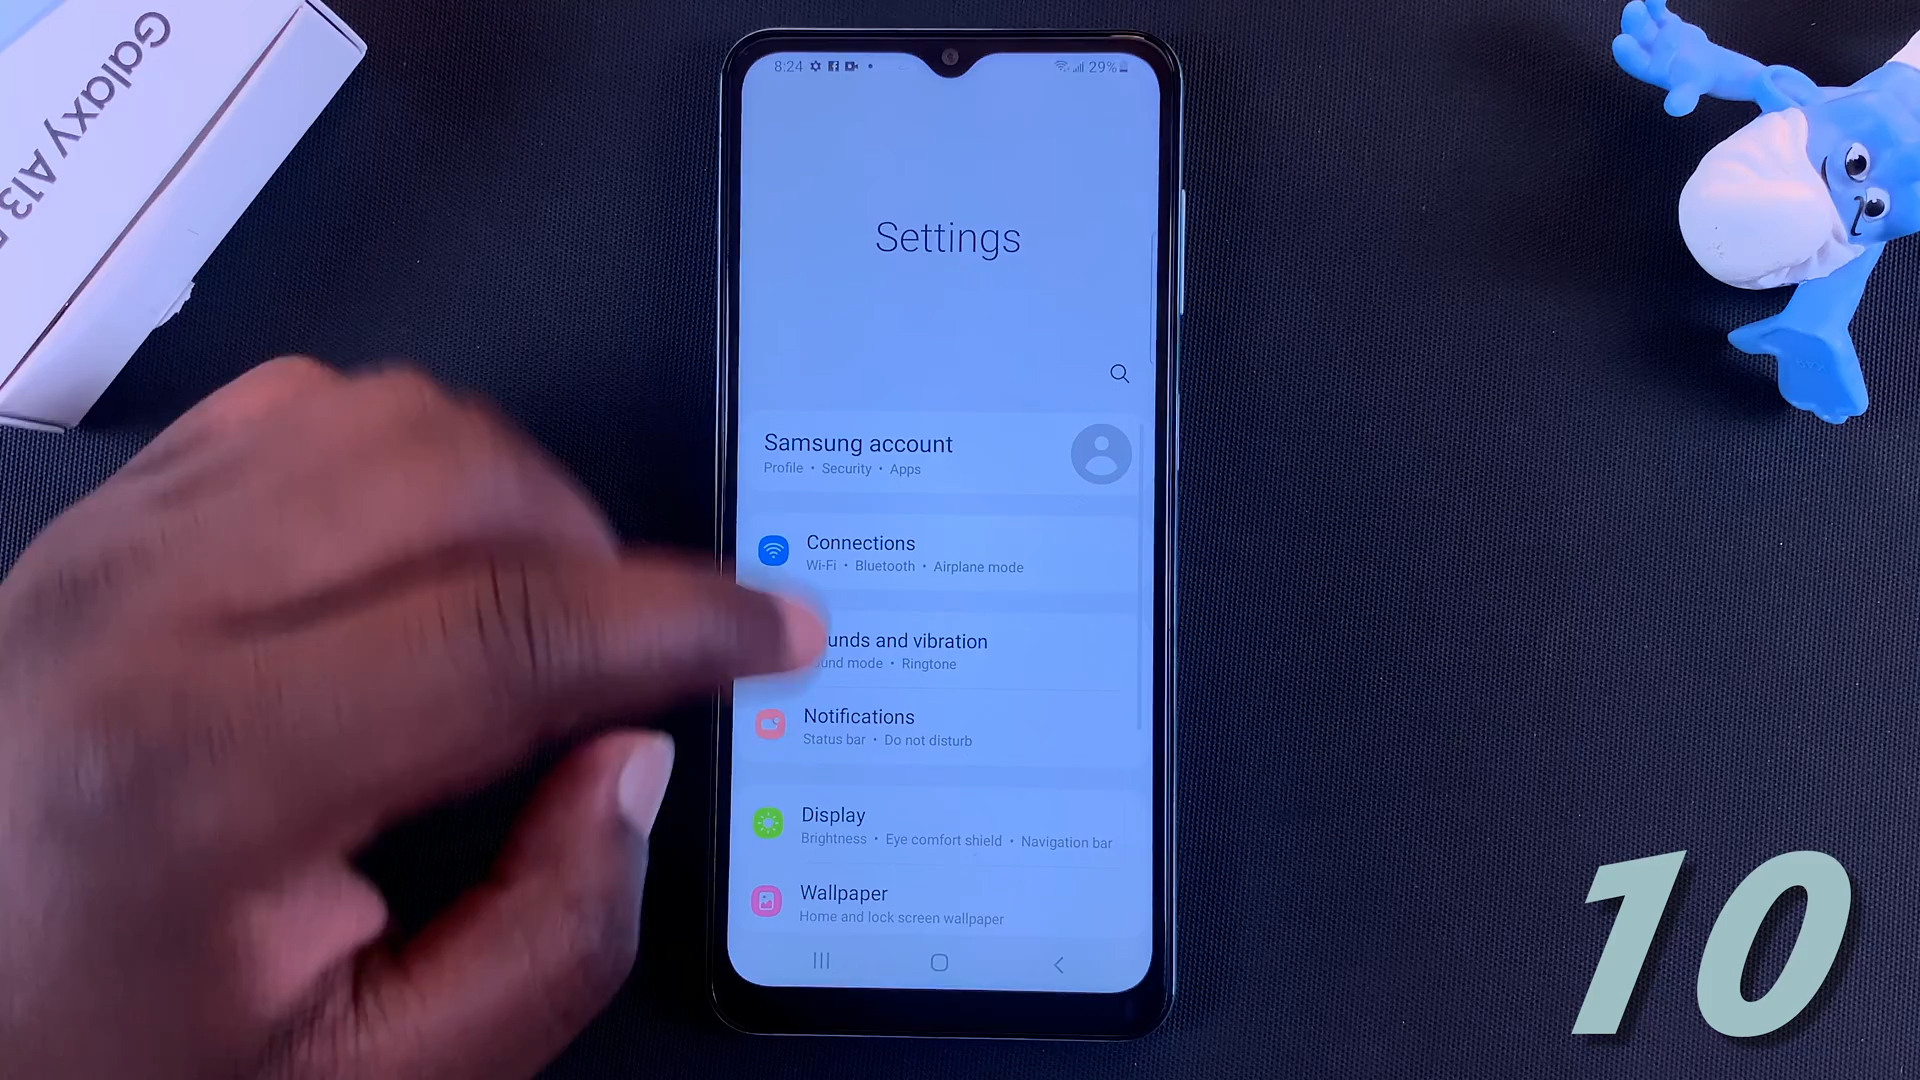 Galaxy A13
8:24
29%
Settings
Samsung account
Profile • Security • Apps
Connections
Wi-Fi • Bluetooth • Airplane mode
unds and vibration
und mode • Ringtone
Notifications
Status bar • Do not disturb
Display
Brightness • Eye comfort shield • Navigation bar
Wallpaper
Home and lock screen wallpaper
10